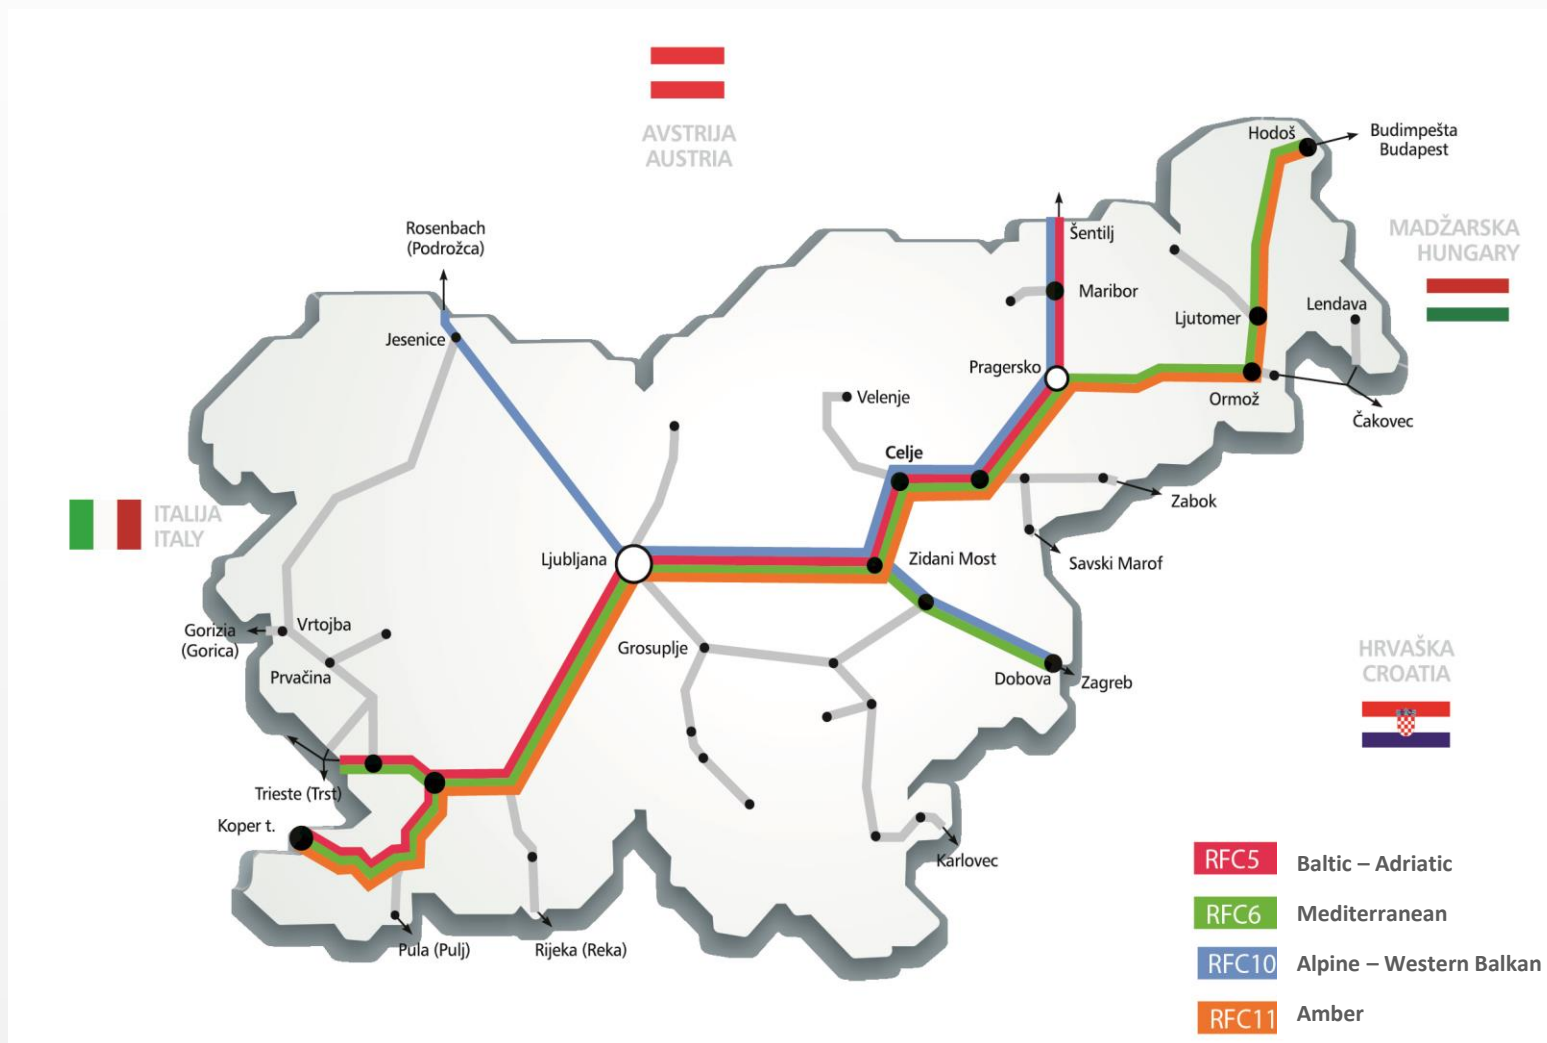 AVSTRIJA
AUSTRIA
Hodoš
Budimpešta
Budapest
Rosenbach
(Podrožca)
Šentilj
MADŽARSKA
HUNGARY
Maribor
Ljutomer
Lendava
Jesenice
Pragersko
Velenje
Ormož
Čakovec
Celje
Zabok
ITALIJA
ITALY
Ljubljana
Zidani Most
Savski Marof
Gorizia
(Gorica)
Vrtojba
Grosuplje
HRVAŠKA
CROATIA
Prvačina
Dobova
Zagreb
Trieste (Trst)
Koper t.
Karlovec
Pula (Pulj)
Rijeka (Reka)
RFC5 Baltic – Adriatic
RFC6 Mediterranean
RFC10 Alpine – Western Balkan
RFC11 Amber